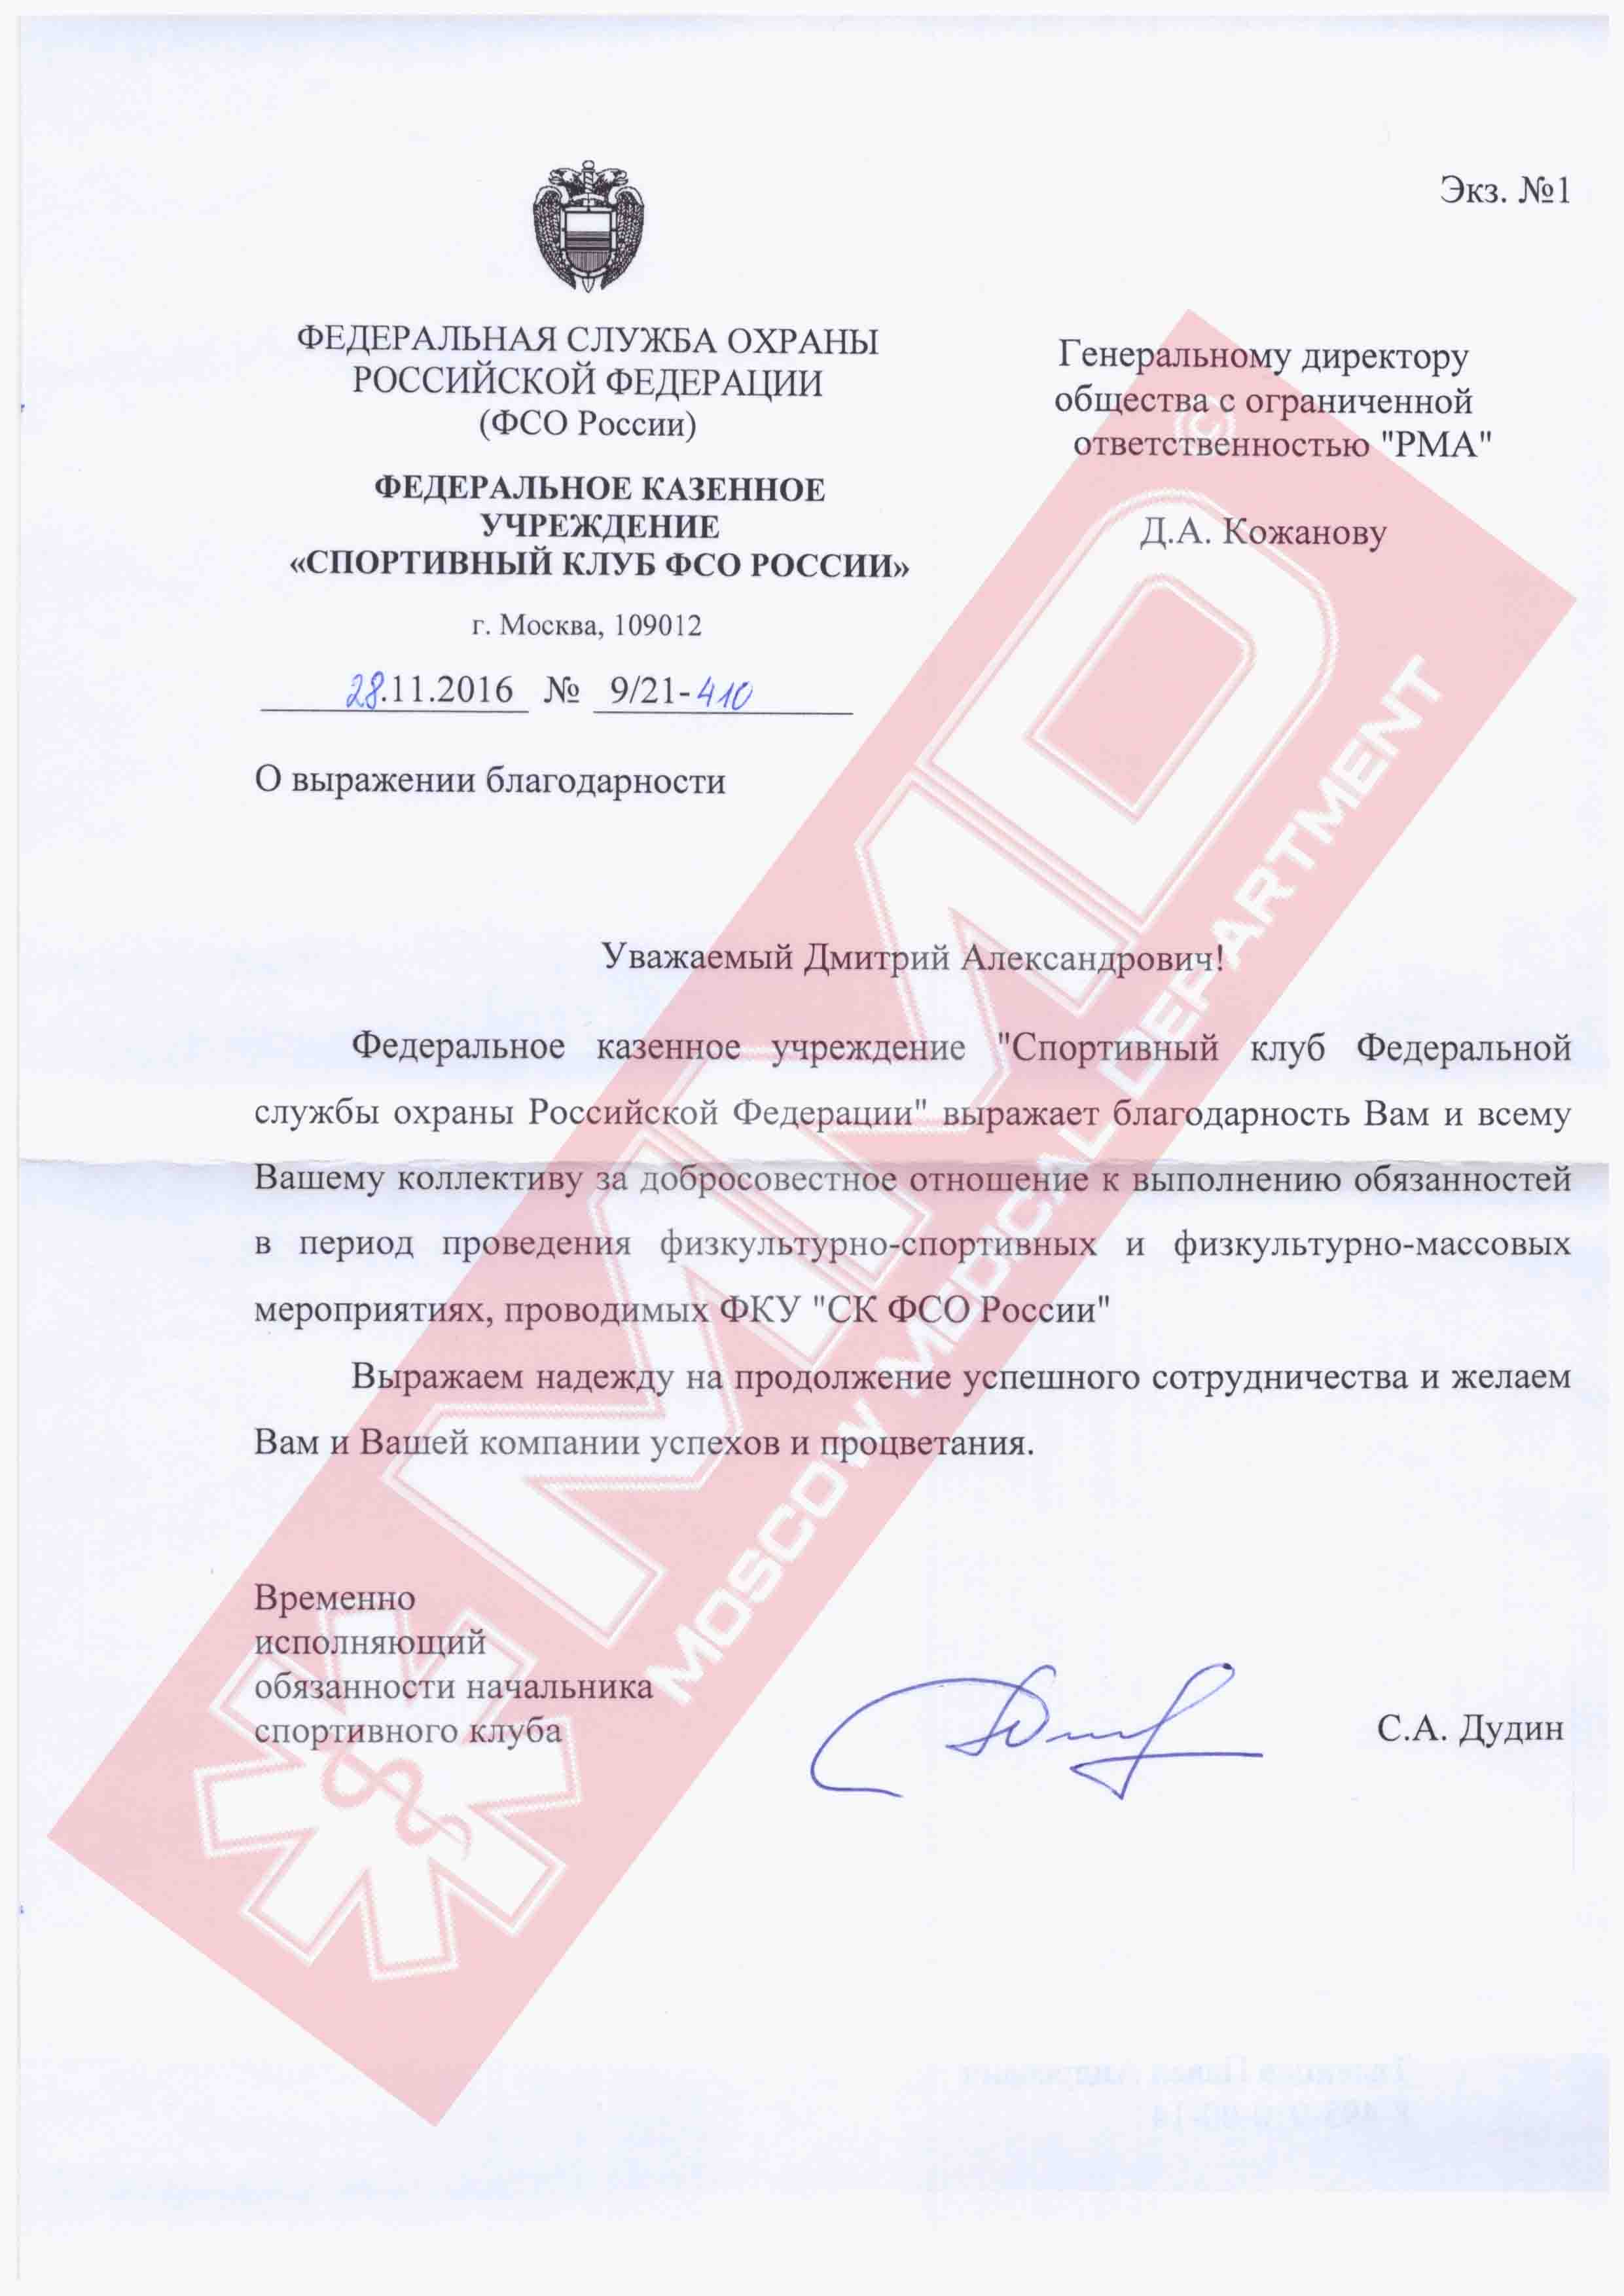 Экз. №1
ФЕДЕРАЛЬНАЯ СЛУЖБА ОХРАНЫ
РОССИЙСКОЙ ФЕДЕРАЦИИ
(ФСО России)
ФЕДЕРАЛЬНОЕ КАЗЕННОЕ
УЧРЕЖДЕНИЕ
«СПОРТИВНЫЙ КЛУБ ФСО РОССИИ»
г. Москва, 109012
28.11.2016 № 9/21-410
О выражении благодарности
Генеральному директору
общества с ограниченной
ответственностью "РМА"
Д.А. Кожанову
Уважаемый Дмитрий Александрович!
Федеральное казенное учреждение "Спортивный клуб Федеральной
службы охраны Российской Федерации" выражает благодарность Вам и всему
Вашему коллективу за добросовестное отношение к выполнению обязанностей
в период проведения физкультурно-спортивных и физкультурно-массовых
мероприятиях, проводимых ФКУ "СК ФСО России"
Выражаем надежду на продолжение успешного сотрудничества и желаем
Вам и Вашей компании успехов и процветания.
Временно
исполняющий
обязанности начальника
спортивного клуба
С.А. Дудин
MMD ©
MOSCOW MEDICAL DEPARTMENT